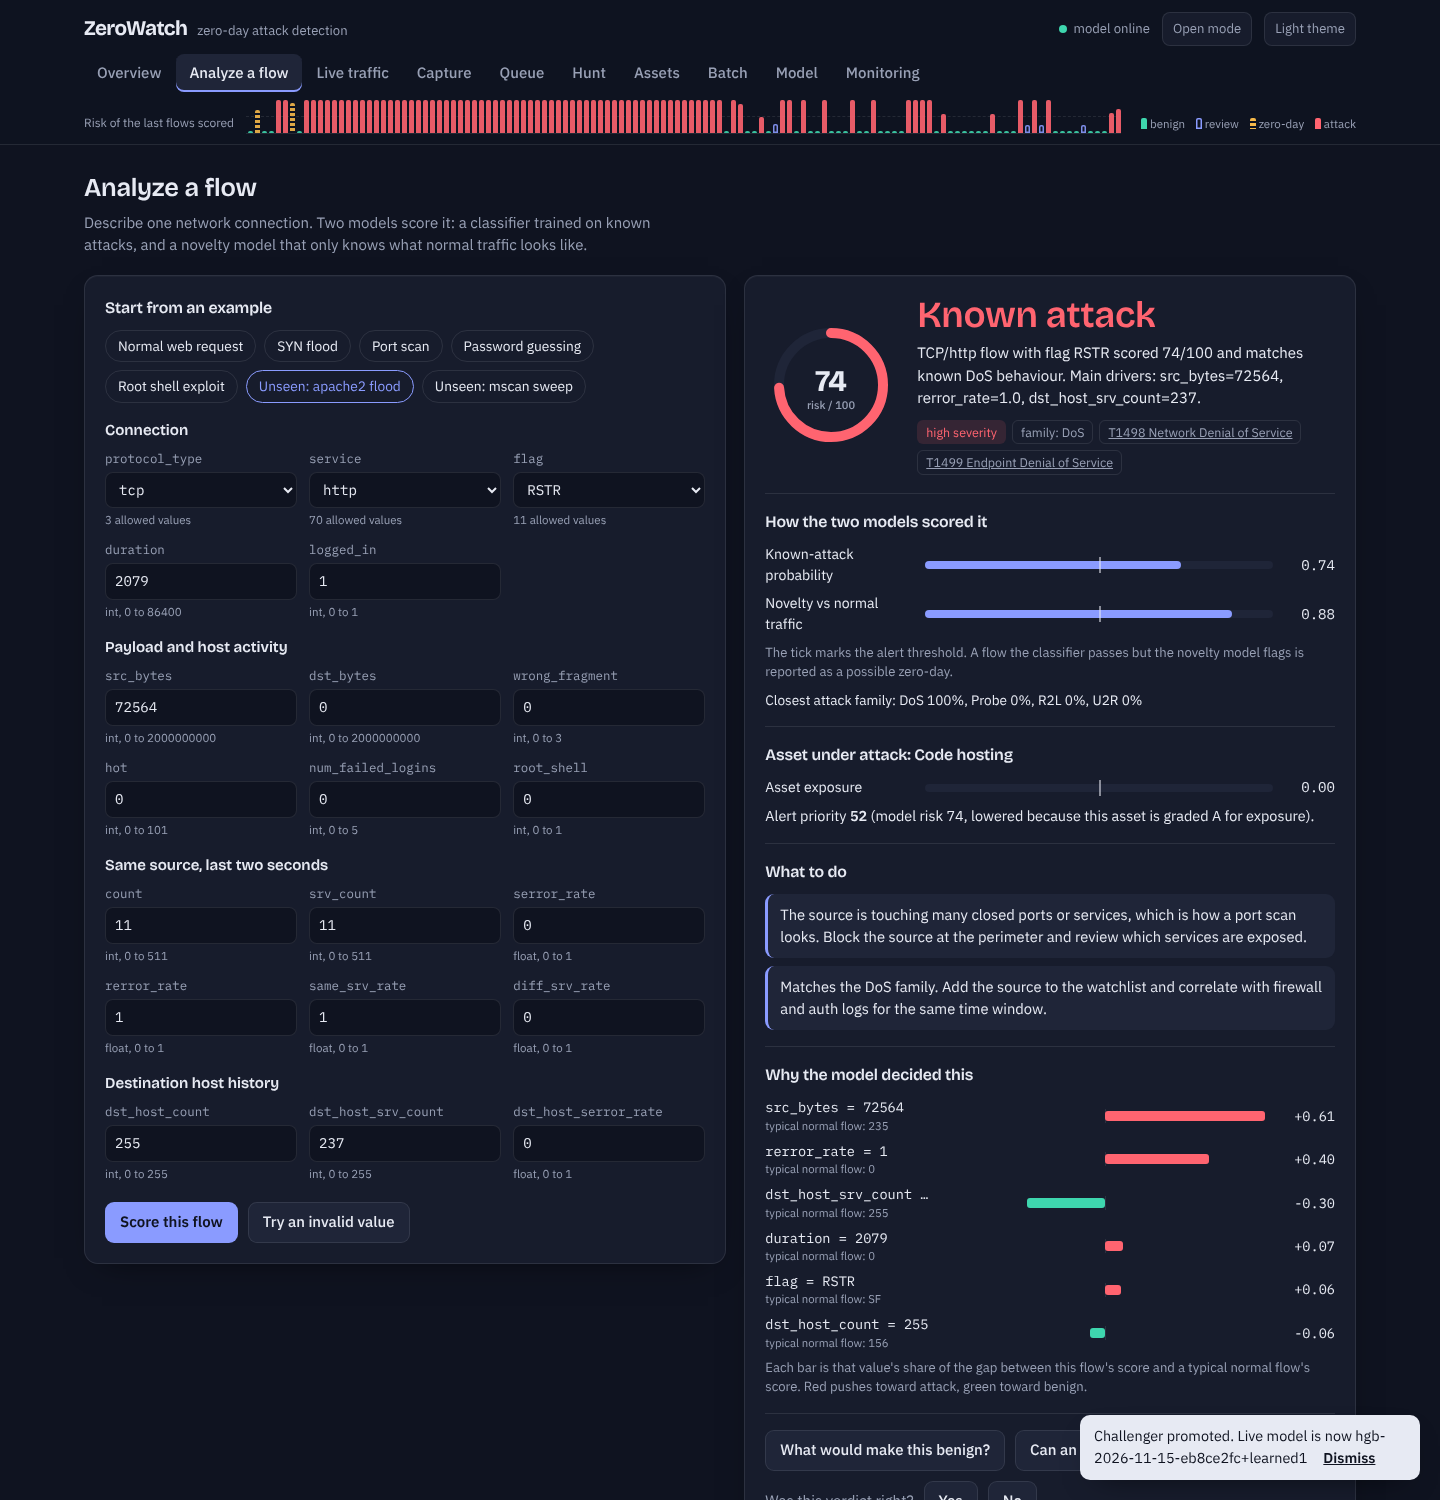 ZeroWatch zero-day attack detection
model online
Open mode
Light theme
Overview Analyze a flow Live traffic Capture Queue Hunt Assets Batch Model Monitoring
Risk of the last flows scored
benign review zero-day attack
Analyze a flow
Describe one network connection. Two models score it: a classifier trained on known
attacks, and a novelty model that only knows what normal traffic looks like.
Start from an example
Normal web request SYN flood Port scan Password guessing
Root shell exploit Unseen: apache2 flood Unseen: mscan sweep
Connection
protocol_type service flag
tcp http RSTR
3 allowed values 70 allowed values 11 allowed values
duration logged_in
2079 1
int, 0 to 86400 int, 0 to 1
Payload and host activity
src_bytes dst_bytes wrong_fragment
72564 0 0
int, 0 to 2000000000 int, 0 to 2000000000 int, 0 to 3
hot num_failed_logins root_shell
0 0 0
int, 0 to 101 int, 0 to 5 int, 0 to 1
Same source, last two seconds
count srv_count serror_rate
11 11 0
int, 0 to 511 int, 0 to 511 float, 0 to 1
rerror_rate same_srv_rate diff_srv_rate
1 1 0
float, 0 to 1 float, 0 to 1 float, 0 to 1
Destination host history
dst_host_count dst_host_srv_count dst_host_serror_rate
255 237 0
int, 0 to 255 int, 0 to 255 float, 0 to 1
Score this flow Try an invalid value
74
risk / 100
Known attack
TCP/http flow with flag RSTR scored 74/100 and matches
known DoS behaviour. Main drivers: src_bytes=72564,
rerror_rate=1.0, dst_host_srv_count=237.
high severity family: DoS T1498 Network Denial of Service
T1499 Endpoint Denial of Service
How the two models scored it
Known-attack
probability
0.74
Novelty vs normal
traffic
0.88
The tick marks the alert threshold. A flow the classifier passes but the novelty model flags is
reported as a possible zero-day.
Closest attack family: DoS 100%, Probe 0%, R2L 0%, U2R 0%
Asset under attack: Code hosting
Asset exposure 0.00
Alert priority 52 (model risk 74, lowered because this asset is graded A for exposure).
What to do
The source is touching many closed ports or services, which is how a port scan
looks. Block the source at the perimeter and review which services are exposed.
Matches the DoS family. Add the source to the watchlist and correlate with firewall
and auth logs for the same time window.
Why the model decided this
src_bytes = 72564 +0.61
typical normal flow: 235
rerror_rate = 1 +0.40
typical normal flow: 0
dst_host_srv_count … -0.30
typical normal flow: 255
duration = 2079 +0.07
typical normal flow: 0
flag = RSTR +0.06
typical normal flow: SF
dst_host_count = 255 -0.06
typical normal flow: 156
Each bar is that value's share of the gap between this flow's score and a typical normal flow's
score. Red pushes toward attack, green toward benign.
What would make this benign? Can an
Was this verdict right? Yes No
Challenger promoted. Live model is now hgb-
2026-11-15-eb8ce2fc+learned1 Dismiss